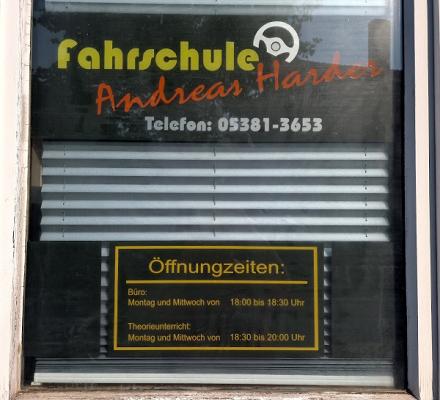 Fahrschule
Andreas Harder
Telefon: 05381-3653
Öffnungzeiten:
Büro:
Montag und Mittwoch von 18:00 bis 18:30 Uhr
Theorieunterricht:
Montag und Mittwoch von 18:30 bis 20:00 Uhr